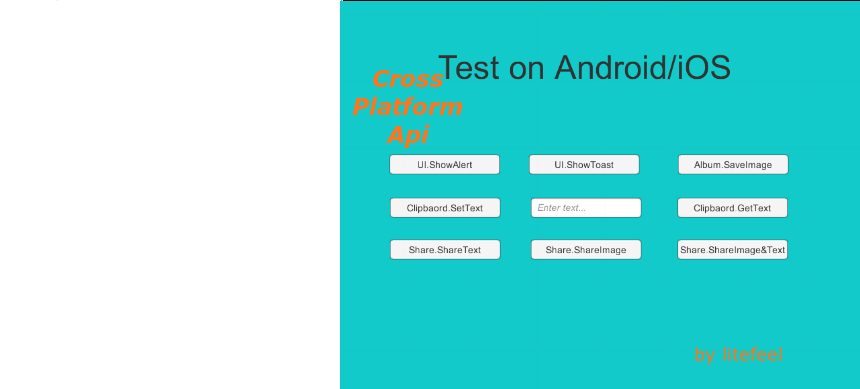 Test on Android/iOS
Cross
Platform
Api
UI.ShowAlert
UI.ShowToast
Album.SaveImage
Clipbaord.SetText
Enter text...
Clipbaord.GetText
Share.ShareText
Share.ShareImage
Share.ShareImage&Text
by litefeel